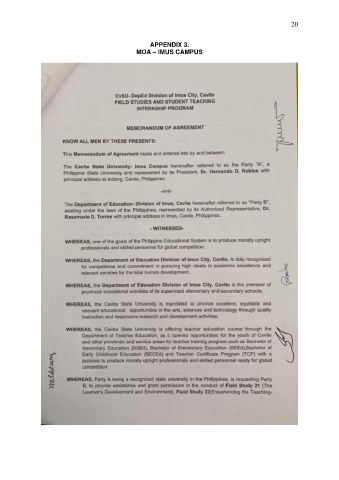 20
APPENDIX 3.
MOA – IMUS CAMPUS
CvSU- DepEd Division of Imus City, Cavite
FIELD STUDIES AND STUDENT TEACHING
INTERNSHIP PROGRAM
MEMORANDUM OF AGREEMENT
KNOW ALL MEN BY THESE PRESENTS:
This Memorandum of Agreement made and entered into by and between:
The Cavite State University- Imus Campus hereinafter referred to as the Party "A", a
Philippine State University and represented by its President, Dr. Hernando D. Robles with
principal address at Indang, Cavite, Philippines
-and-
The Department of Education- Division of Imus, Cavite hereinafter referred to as "Party B",
existing under the laws of the Philippines, represented by its Authorized Representative, Dr.
Rosemarie D. Torres with principal address in Imus, Cavite, Philippines.
- WITNESSED-
WHEREAS, one of the goals of the Philippine Educational System is to produce morally upright
professionals and skilled personnel for global competition;
WHEREAS, the Department of Education Division of Imus City, Cavite, is duly recognized
for competence and commitment in pursuing high ideals in academic excellence and
relevant services for the total human development;
WHEREAS, the Department of Education Division of Imus City, Cavite is the overseer of
provincial educational activities of its supervised elementary and secondary schools;
WHEREAS, the Cavite State University is mandated to provide excellent, equitable and
relevant educational opportunities in the arts, sciences and technology through quality
instruction and responsive research and development activities;
WHEREAS, the Cavite State University is offering teacher education course through the
Department of Teacher Education, as it opened opportunities for the youth of Cavite
and other provinces and service areas for teacher training program such as Bachelor of
Secondary Education (BSEd), Bachelor of Elementary Education (BEEd),Bachelor of
Early Childhood Education (BECEd) and Teacher Certificate Program (TCP) with a
purpose to produce morally upright professionals and skilled personnel ready for global
competition;
WHEREAS, Party A being a recognized state university in the Philippines, is requesting Party
B, to provide assistance and grant permission in the conduct of Field Study 21 (The
Learner's Development and Environment), Field Study 22(Experiencing the Teaching-